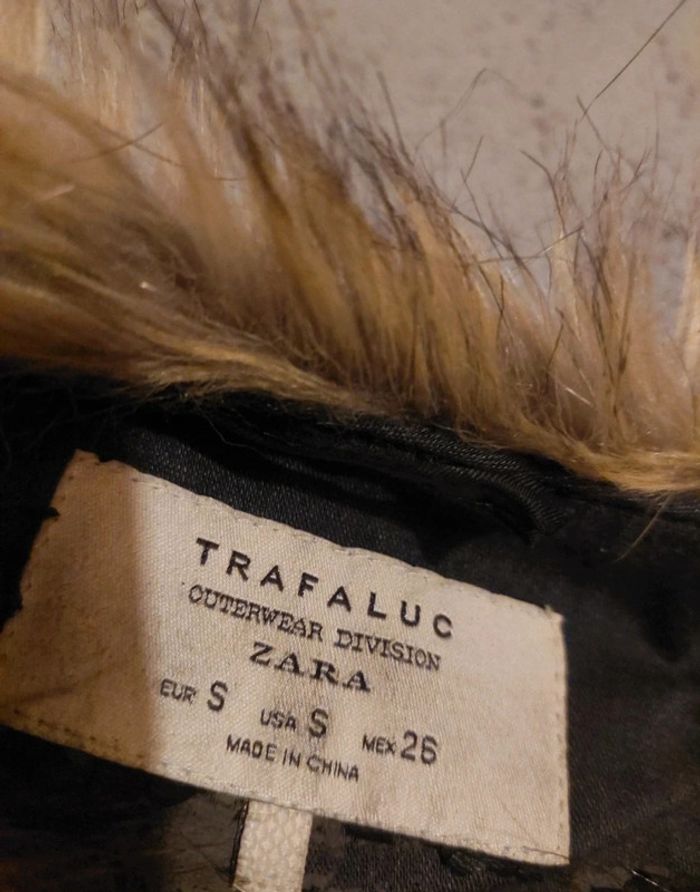 TRAFALUC
OUTERWEAR DIVISION
ZARA
EUR S USA S MEX 26
MADE IN CHINA